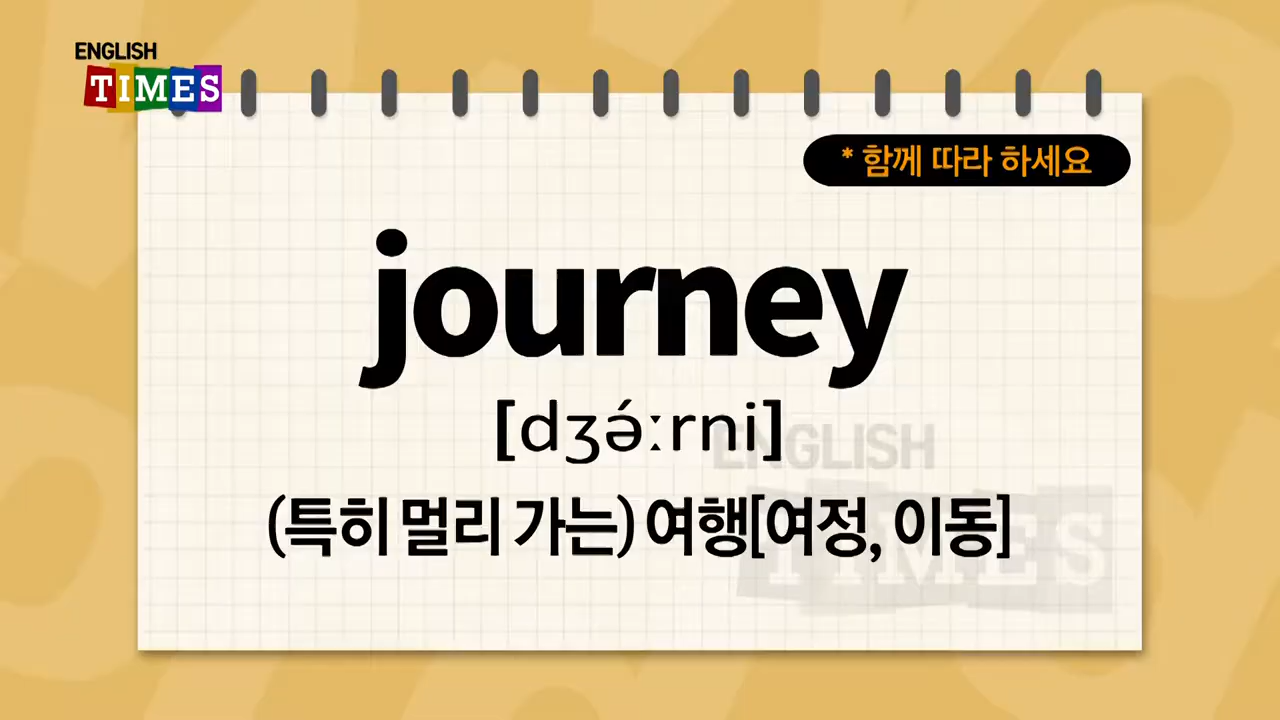 ENGLISH
TIMES
* 함께 따라 하세요
journey
[dʒə́ːrni]
(특히 멀리 가는) 여행[여정, 이동]
ENGLISH
TIMES